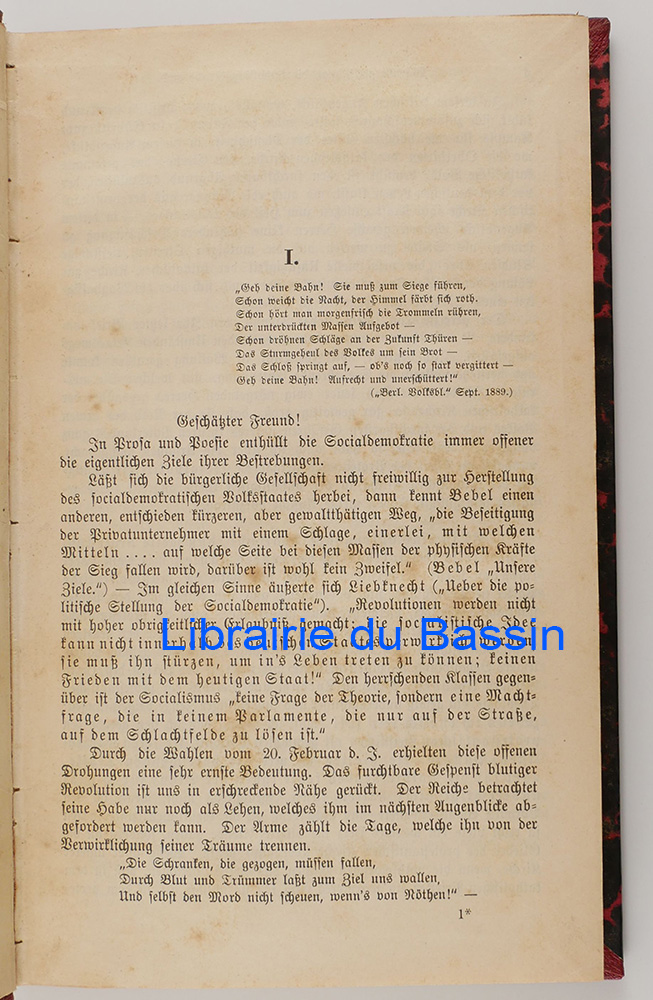 I.
„Geh deine Bahn! Sie muß zum Siege führen,
Schon weicht die Nacht, der Himmel färbt sich roth.
Schon hört man morgenfrisch die Trommeln rühren,
Der unterdrückten Massen Aufgebot —
Schon dröhnen Schläge an der Zukunft Thüren —
Das Sturmgeheul des Volkes um sein Brot —
Das Schloß springt auf, — ob's noch so stark vergittert —
Geh deine Bahn! Aufrecht und unerschüttert!“
(„Berl. Volksbl.“ Sept. 1889.)
Geschätzter Freund!
In Prosa und Poesie enthüllt die Socialdemokratie immer offener
die eigentlichen Ziele ihrer Bestrebungen.
Läßt sich die bürgerliche Gesellschaft nicht freiwillig zur Herstellung
des socialdemokratischen Volksstaates herbei, dann kennt Bebel einen
anderen, entschieden kürzeren, aber gewaltthätigen Weg, „die Beseitigung
der Privatunternehmer mit einem Schlage, einerlei, mit welchen
Mitteln .... auf welche Seite bei diesen Massen der physischen Kräfte
der Sieg fallen wird, darüber ist wohl kein Zweifel.“ (Bebel „Unsere
Ziele.“) — Im gleichen Sinne äußerte sich Liebknecht („Ueber die po-
litische Stellung der Socialdemokratie“). „Revolutionen werden nicht
mit hoher obrigkeitlicher Erlaubniß gemacht; die socialistische Idee
kann nicht innerhalb des heutigen Staates verwirklicht werden
Librairie du Bassin
sie muß ihn stürzen, um in's Leben treten zu können; keinen
Frieden mit dem heutigen Staat!“ Den herrschenden Klassen gegen-
über ist der Socialismus „keine Frage der Theorie, sondern eine Macht-
frage, die in keinem Parlamente, die nur auf der Straße,
auf dem Schlachtfelde zu lösen ist.“
Durch die Wahlen vom 20. Februar d. J. erhielten diese offenen
Drohungen eine sehr ernste Bedeutung. Das furchtbare Gespenst blutiger
Revolution ist uns in erschreckende Nähe gerückt. Der Reiche betrachtet
seine Habe nur noch als Lehen, welches ihm im nächsten Augenblicke ab-
gefordert werden kann. Der Arme zählt die Tage, welche ihn von der
Verwirklichung seiner Träume trennen.
„Die Schranken, die gezogen, müssen fallen,
Durch Blut und Trümmer laßt zum Ziel uns wallen,
Und selbst den Mord nicht scheuen, wenn's von Nöthen!“ —
1*